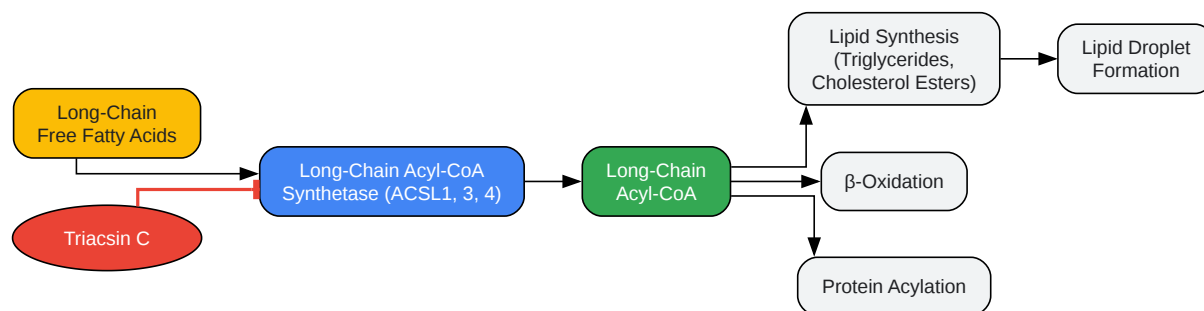 Long-Chain
Free Fatty Acids
Triacsin C
Long-Chain Acyl-CoA
Synthetase (ACSL1, 3, 4)
Long-Chain
Acyl-CoA
Lipid Synthesis
(Triglycerides,
Cholesterol Esters)
Lipid Droplet
Formation
β-Oxidation
Protein Acylation